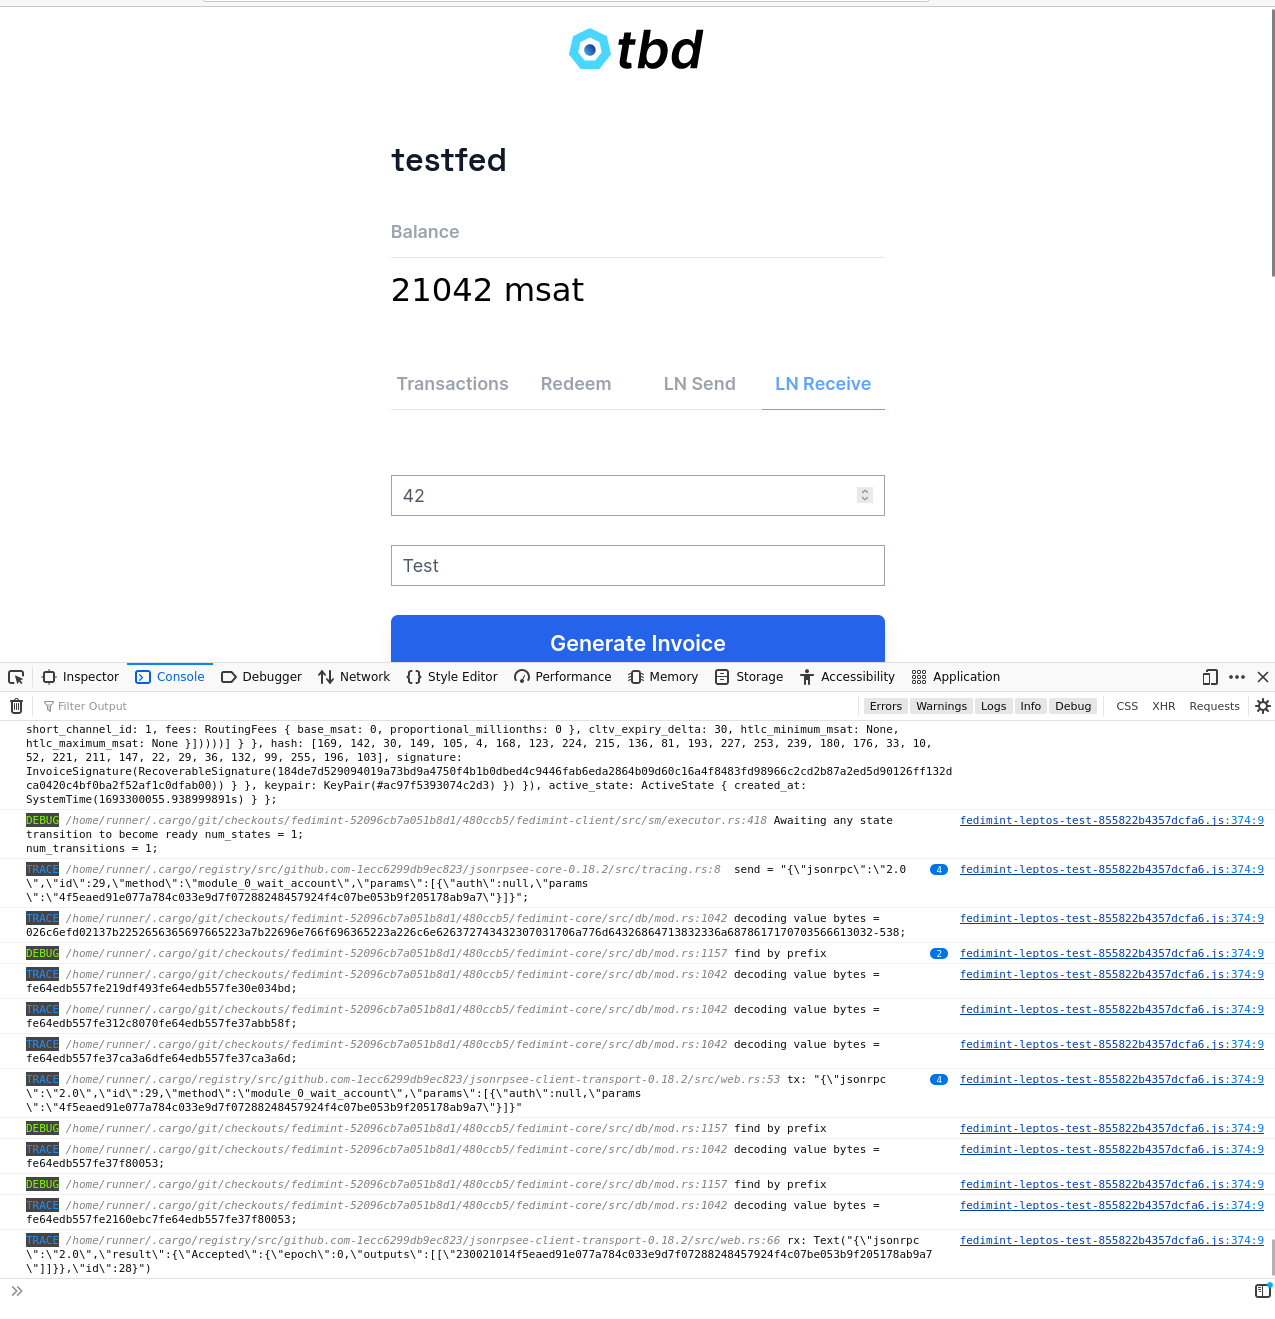 tbd
testfed
Balance
21042 msat
Transactions Redeem LN Send LN Receive
42
Test
Generate Invoice
Inspector Console Debugger Network Style Editor Performance Memory Storage Accessibility Application
Filter Output Errors Warnings Logs Info Debug CSS XHR Requests
short_channel_id: 1, fees: RoutingFees { base_msat: 0, proportional_millionths: 0 }, cltv_expiry_delta: 30, htlc_minimum_msat: None,
htlc_maximum_msat: None }]))))] } }, hash: [169, 142, 30, 149, 105, 4, 168, 123, 224, 215, 136, 81, 193, 227, 253, 239, 180, 176, 33, 10,
52, 221, 211, 147, 22, 29, 36, 132, 99, 255, 196, 103], signature:
InvoiceSignature(RecoverableSignature(184de7d529094019a73bd9a4750f4b1b0dbed4c9446fab6eda2864b09d60c16a4f8483fd98966c2cd2b87a2ed5d90126ff132d
ca0420c4bf0ba2f52af1c0dfab00)) } }, keypair: KeyPair(#ac97f5393074c2d3) }) }), active_state: ActiveState { created_at:
SystemTime(1693300055.938999891s) } };
DEBUG /home/runner/.cargo/git/checkouts/fedimint-52096cb7a051b8d1/480ccb5/fedimint-client/src/sm/executor.rs:418 Awaiting any state fedimint-leptos-test-855822b4357dcfa6.js:374:9
transition to become ready num_states = 1;
num_transitions = 1;
TRACE /home/runner/.cargo/registry/src/github.com-1ecc6299db9ec823/jsonrpsee-core-0.18.2/src/tracing.rs:8 send = "{\"jsonrpc\":\"2.0 4 fedimint-leptos-test-855822b4357dcfa6.js:374:9
\",\"id\":29,\"method\":\"module_0_wait_account\",\"params\":[{\"auth\":null,\"params
\":\"4f5eaed91e077a784c033e9d7f07288248457924f4c07be053b9f205178ab9a7\"}]}";
TRACE /home/runner/.cargo/git/checkouts/fedimint-52096cb7a051b8d1/480ccb5/fedimint-core/src/db/mod.rs:1042 decoding value bytes = fedimint-leptos-test-855822b4357dcfa6.js:374:9
026c6efd02137b2252656365697665223a7b22696e766f696365223a226c6e626372743432307031706a776d64326864713832336a6878617170703566613032-538;
DEBUG /home/runner/.cargo/git/checkouts/fedimint-52096cb7a051b8d1/480ccb5/fedimint-core/src/db/mod.rs:1157 find by prefix 2 fedimint-leptos-test-855822b4357dcfa6.js:374:9
TRACE /home/runner/.cargo/git/checkouts/fedimint-52096cb7a051b8d1/480ccb5/fedimint-core/src/db/mod.rs:1042 decoding value bytes = fedimint-leptos-test-855822b4357dcfa6.js:374:9
fe64edb557fe219df493fe64edb557fe30e034bd;
TRACE /home/runner/.cargo/git/checkouts/fedimint-52096cb7a051b8d1/480ccb5/fedimint-core/src/db/mod.rs:1042 decoding value bytes = fedimint-leptos-test-855822b4357dcfa6.js:374:9
fe64edb557fe312c8070fe64edb557fe37abb58f;
TRACE /home/runner/.cargo/git/checkouts/fedimint-52096cb7a051b8d1/480ccb5/fedimint-core/src/db/mod.rs:1042 decoding value bytes = fedimint-leptos-test-855822b4357dcfa6.js:374:9
fe64edb557fe37ca3a6dfe64edb557fe37ca3a6d;
TRACE /home/runner/.cargo/registry/src/github.com-1ecc6299db9ec823/jsonrpsee-client-transport-0.18.2/src/web.rs:53 tx: "{\"jsonrpc 4 fedimint-leptos-test-855822b4357dcfa6.js:374:9
\":\"2.0\",\"id\":29,\"method\":\"module_0_wait_account\",\"params\":[{\"auth\":null,\"params
\":\"4f5eaed91e077a784c033e9d7f07288248457924f4c07be053b9f205178ab9a7\"}]}"
DEBUG /home/runner/.cargo/git/checkouts/fedimint-52096cb7a051b8d1/480ccb5/fedimint-core/src/db/mod.rs:1157 find by prefix fedimint-leptos-test-855822b4357dcfa6.js:374:9
TRACE /home/runner/.cargo/git/checkouts/fedimint-52096cb7a051b8d1/480ccb5/fedimint-core/src/db/mod.rs:1042 decoding value bytes = fedimint-leptos-test-855822b4357dcfa6.js:374:9
fe64edb557fe37f80053;
DEBUG /home/runner/.cargo/git/checkouts/fedimint-52096cb7a051b8d1/480ccb5/fedimint-core/src/db/mod.rs:1157 find by prefix fedimint-leptos-test-855822b4357dcfa6.js:374:9
TRACE /home/runner/.cargo/git/checkouts/fedimint-52096cb7a051b8d1/480ccb5/fedimint-core/src/db/mod.rs:1042 decoding value bytes = fedimint-leptos-test-855822b4357dcfa6.js:374:9
fe64edb557fe2160ebc7fe64edb557fe37f80053;
TRACE /home/runner/.cargo/registry/src/github.com-1ecc6299db9ec823/jsonrpsee-client-transport-0.18.2/src/web.rs:66 rx: Text("{\"jsonrpc fedimint-leptos-test-855822b4357dcfa6.js:374:9
\":\"2.0\",\"result\":{\"Accepted\":{\"epoch\":0,\"outputs\":[[\"230021014f5eaed91e077a784c033e9d7f07288248457924f4c07be053b9f205178ab9a7
\"]]}},\"id\":28}")